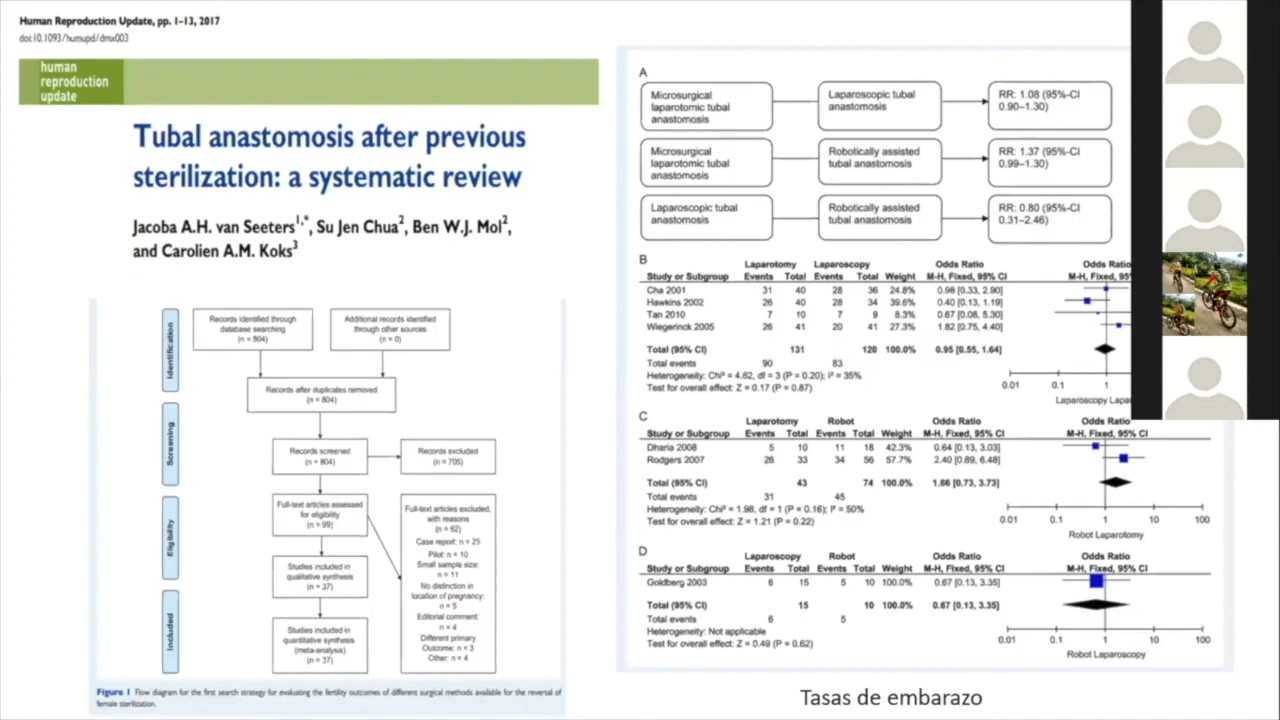 Human Reproduction Update, pp. 1–13, 2017
doi:10.1093/humupd/dmx003
human
reproduction
update
Tubal anastomosis after previous
sterilization: a systematic review
Jacoba A.H. van Seeters1,*, Su Jen Chua2, Ben W.J. Mol2,
and Carolien A.M. Koks3
Identification
Records identified through
database searching
(n = 804)
Additional records identified
through other sources
(n = 0)
Records after duplicates removed
(n = 804)
Screening
Records screened
(n = 804)
Records excluded
(n = 705)
Eligibility
Full-text articles assessed
for eligibility
(n = 99)
Full-text articles excluded,
with reasons
(n = 62)
Case report: n = 25
Pilot: n = 10
Small sample size:
n = 11
No distinction in
location of pregnancy:
n = 5
Editorial comment:
n = 4
Different primary
Outcome: n = 3
Other: n = 4
Studies included in
qualitative synthesis
(n = 37)
Included
Studies included in
quantitative synthesis
(meta-analysis)
(n = 37)
Figure 1 Flow diagram for the first search strategy for evaluating the fertility outcomes of different surgical methods available for the reversal of
female sterilization.
A
Microsurgical
laparotomic tubal
anastomosis
Laparoscopic tubal
anastomosis
RR: 1.08 (95%-CI
0.90–1.30)
Microsurgical
laparotomic tubal
anastomosis
Robotically assisted
tubal anastomosis
RR: 1.37 (95%-CI
0.99–1.30)
Laparoscopic tubal
anastomosis
Robotically assisted
tubal anastomosis
RR: 0.80 (95%-CI
0.31–2.46)
B
Laparotomy Laparoscopy Odds Ratio Odds Ratio
Study or Subgroup Events Total Events Total Weight M-H, Fixed, 95% CI M-H, Fixed, 95%
Cha 2001 31 40 28 36 24.8% 0.98 [0.33, 2.90]
Hawkins 2002 26 40 28 34 39.6% 0.40 [0.13, 1.19]
Tan 2010 7 10 7 9 8.3% 0.67 [0.08, 5.30]
Wiegerinck 2005 26 41 20 41 27.3% 1.82 [0.75, 4.40]
Total (95% CI) 131 120 100.0% 0.95 [0.55, 1.64]
Total events 90 83
Heterogeneity: Chi² = 4.62, df = 3 (P = 0.20); I² = 35%
Test for overall effect: Z = 0.17 (P = 0.87)
0.01 0.1 1
Laparoscopy Lapa
C
Laparotomy Robot Odds Ratio Odds Ratio
Study or Subgroup Events Total Events Total Weight M-H, Fixed, 95% CI M-H, Fixed, 95% CI
Dharia 2008 5 10 11 18 42.3% 0.64 [0.13, 3.03]
Rodgers 2007 26 33 34 56 57.7% 2.40 [0.89, 6.48]
Total (95% CI) 43 74 100.0% 1.66 [0.73, 3.73]
Total events 31 45
Heterogeneity: Chi² = 1.98, df = 1 (P = 0.16); I² = 50%
Test for overall effect: Z = 1.21 (P = 0.22)
0.01 0.1 1 10 100
Robot Laparotomy
D
Laparoscopy Robot Odds Ratio Odds Ratio
Study or Subgroup Events Total Events Total Weight M-H, Fixed, 95% CI M-H, Fixed, 95% CI
Goldberg 2003 6 15 5 10 100.0% 0.67 [0.13, 3.35]
Total (95% CI) 15 10 100.0% 0.67 [0.13, 3.35]
Total events 6 5
Heterogeneity: Not applicable
Test for overall effect: Z = 0.49 (P = 0.62)
0.01 0.1 1 10 100
Robot Laparoscopy
Tasas de embarazo